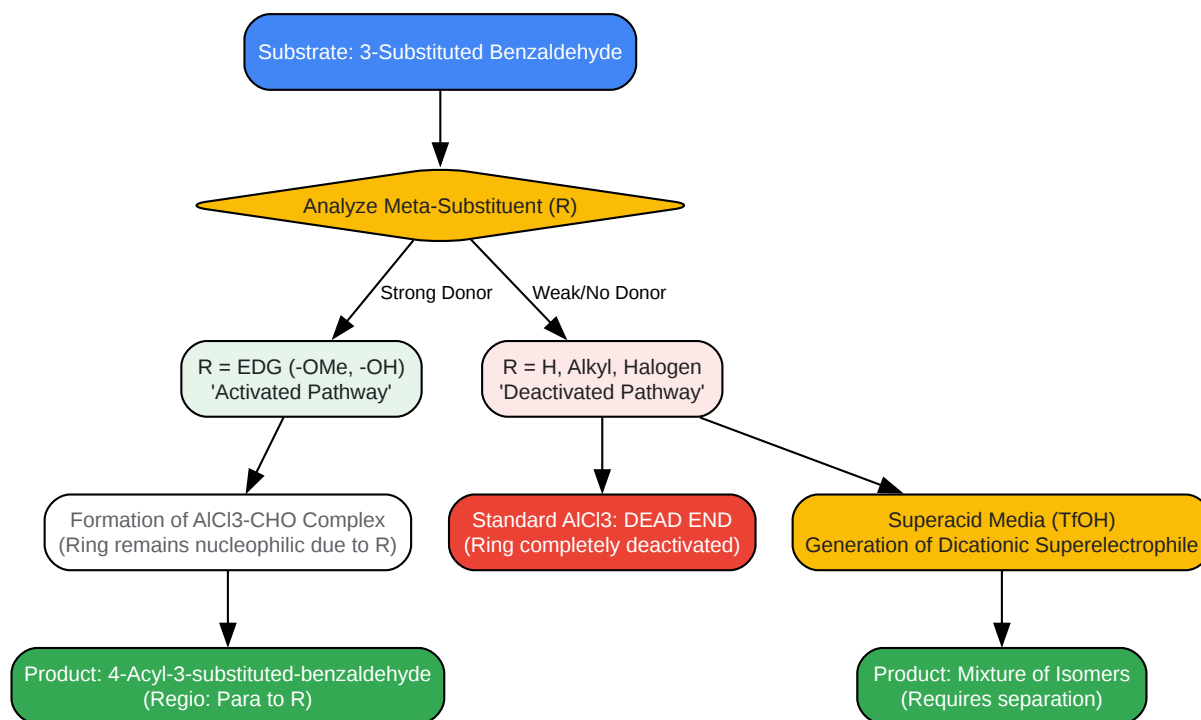 Substrate: 3-Substituted Benzaldehyde
Analyze Meta-Substituent (R)
Strong Donor
Weak/No Donor
R = EDG (-OMe, -OH)
'Activated Pathway'
R = H, Alkyl, Halogen
'Deactivated Pathway'
Formation of AlCl3-CHO Complex
(Ring remains nucleophilic due to R)
Standard AlCl3: DEAD END
(Ring completely deactivated)
Superacid Media (TfOH)
Generation of Dicationic Superelectrophile
Product: 4-Acyl-3-substituted-benzaldehyde
(Regio: Para to R)
Product: Mixture of Isomers
(Requires separation)